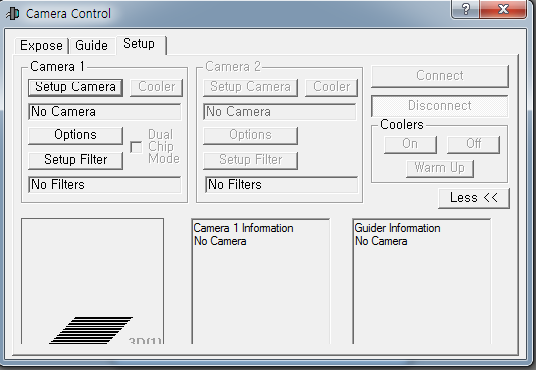 Camera Control
?
X
Expose Guide Setup
Camera 1
Setup Camera Cooler
No Camera
Options
Dual
Chip
Mode
Setup Filter
No Filters
Camera 2
Setup Camera Cooler
No Camera
Options
Setup Filter
No Filters
Connect
Disconnect
Coolers
On Off
Warm Up
Less <<
3D(1)
Camera 1 Information
No Camera
Guider Information
No Camera